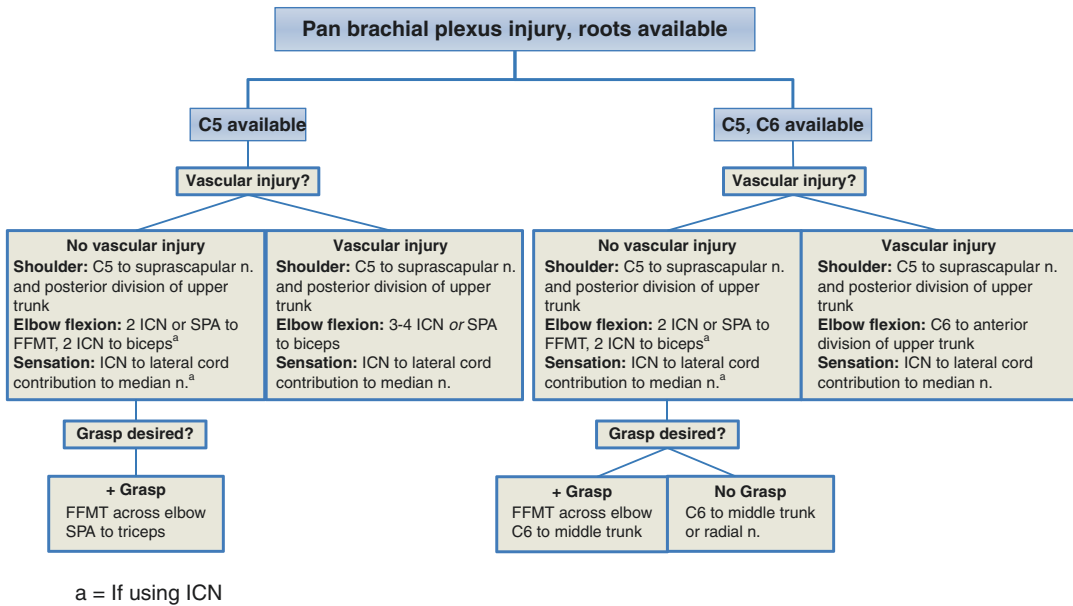 Pan brachial plexus injury, roots available
C5 available
C5, C6 available
Vascular injury?
Vascular injury?
No vascular injury
Shoulder: C5 to suprascapular n.
and posterior division of upper
trunk
Elbow flexion: 2 ICN or SPA to
FFMT, 2 ICN to bicepsᵃ
Sensation: ICN to lateral cord
contribution to median n.ᵃ
Vascular injury
Shoulder: C5 to suprascapular n.
and posterior division of upper
trunk
Elbow flexion: 3-4 ICN or SPA
to biceps
Sensation: ICN to lateral cord
contribution to median n.
No vascular injury
Shoulder: C5 to suprascapular n.
and posterior division of upper
trunk
Elbow flexion: 2 ICN or SPA to
FFMT, 2 ICN to bicepsᵃ
Sensation: ICN to lateral cord
contribution to median n.ᵃ
Vascular injury
Shoulder: C5 to suprascapular n.
and posterior division of upper
trunk
Elbow flexion: C6 to anterior
division of upper trunk
Sensation: ICN to lateral cord
contribution to median n.
Grasp desired?
Grasp desired?
+ Grasp
FFMT across elbow
SPA to triceps
+ Grasp
FFMT across elbow
C6 to middle trunk
No Grasp
C6 to middle trunk
or radial n.
a = If using ICN